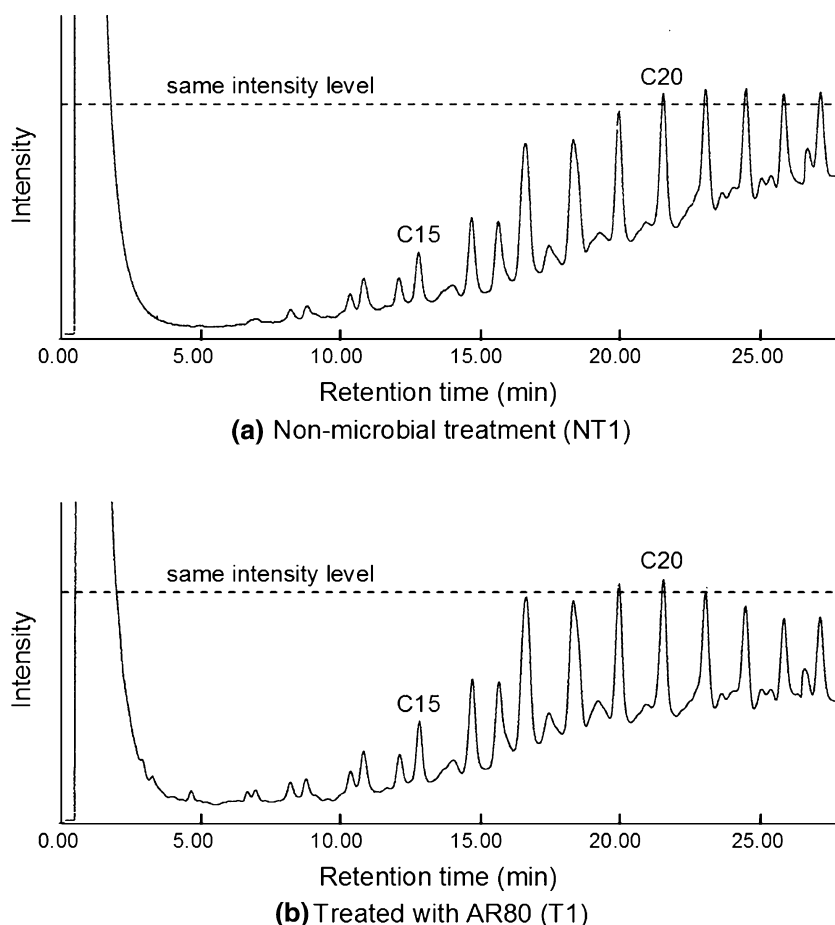 same intensity level
C20
C15
Intensity
0.00 5.00 10.00 15.00 20.00 25.00
Retention time (min)
(a) Non-microbial treatment (NT1)
same intensity level
C20
C15
Intensity
0.00 5.00 10.00 15.00 20.00 25.00
Retention time (min)
(b) Treated with AR80 (T1)